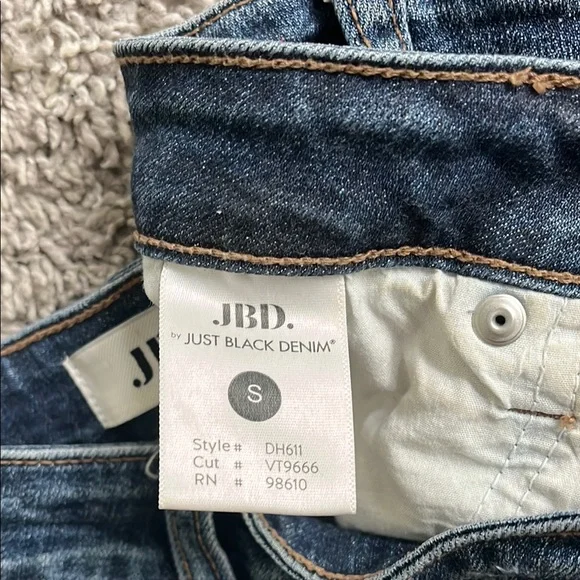 JBD.
by JUST BLACK DENIM®
S
Style # DH611
Cut # VT9666
RN # 98610
J